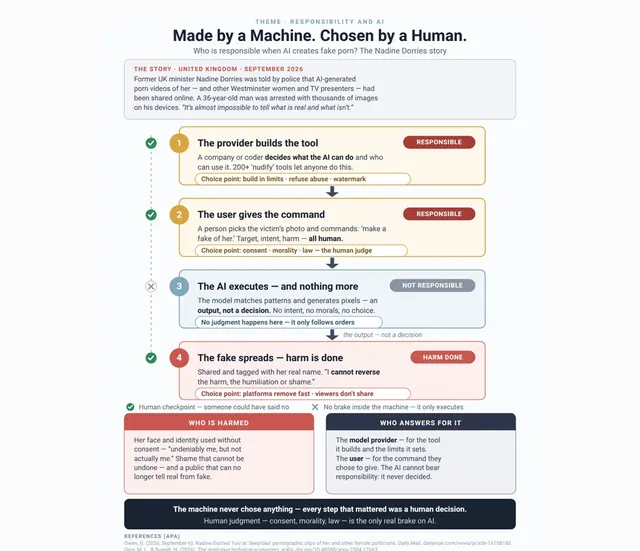 THEME · RESPONSIBILITY AND AI
Made by a Machine. Chosen by a Human.
Who is responsible when AI creates fake porn? The Nadine Dorries story
THE STORY · UNITED KINGDOM · SEPTEMBER 2026
Former UK minister Nadine Dorries was told by police that AI-generated
porn videos of her — and other Westminster women and TV presenters — had
been shared online. A 36-year-old man was arrested with thousands of images
on his devices. "It's almost impossible to tell what is real and what isn't."
1
The provider builds the tool
RESPONSIBLE
A company or coder decides what the AI can do and who
can use it. 200+ 'nudify' tools let anyone do this.
Choice point: build in limits · refuse abuse · watermark
2
The user gives the command
RESPONSIBLE
A person picks the victim's photo and commands: 'make a
fake of her.' Target, intent, harm — all human.
Choice point: consent · morality · law — the human judge
3
The AI executes — and nothing more
NOT RESPONSIBLE
The model matches patterns and generates pixels — an
output, not a decision. No intent, no morals, no choice.
No judgment happens here — it only follows orders
the output — not a decision
4
The fake spreads — harm is done
HARM DONE
Shared and tagged with her real name. "I cannot reverse
the harm, the humiliation or shame."
Choice point: platforms remove fast · viewers don't share
Human checkpoint — someone could have said no
No brake inside the machine — it only executes
WHO IS HARMED
Her face and identity used without
consent — "undeniably me, but not
actually me." Shame that cannot be
undone — and a public that can no
longer tell real from fake.
WHO ANSWERS FOR IT
The model provider — for the tool
it builds and the limits it sets.
The user — for the command they
chose to give. The AI cannot bear
responsibility: it never decided.
The machine never chose anything — every step that mattered was a human decision.
Human judgment — consent, morality, law — is the only real brake on AI.
REFERENCES (APA)